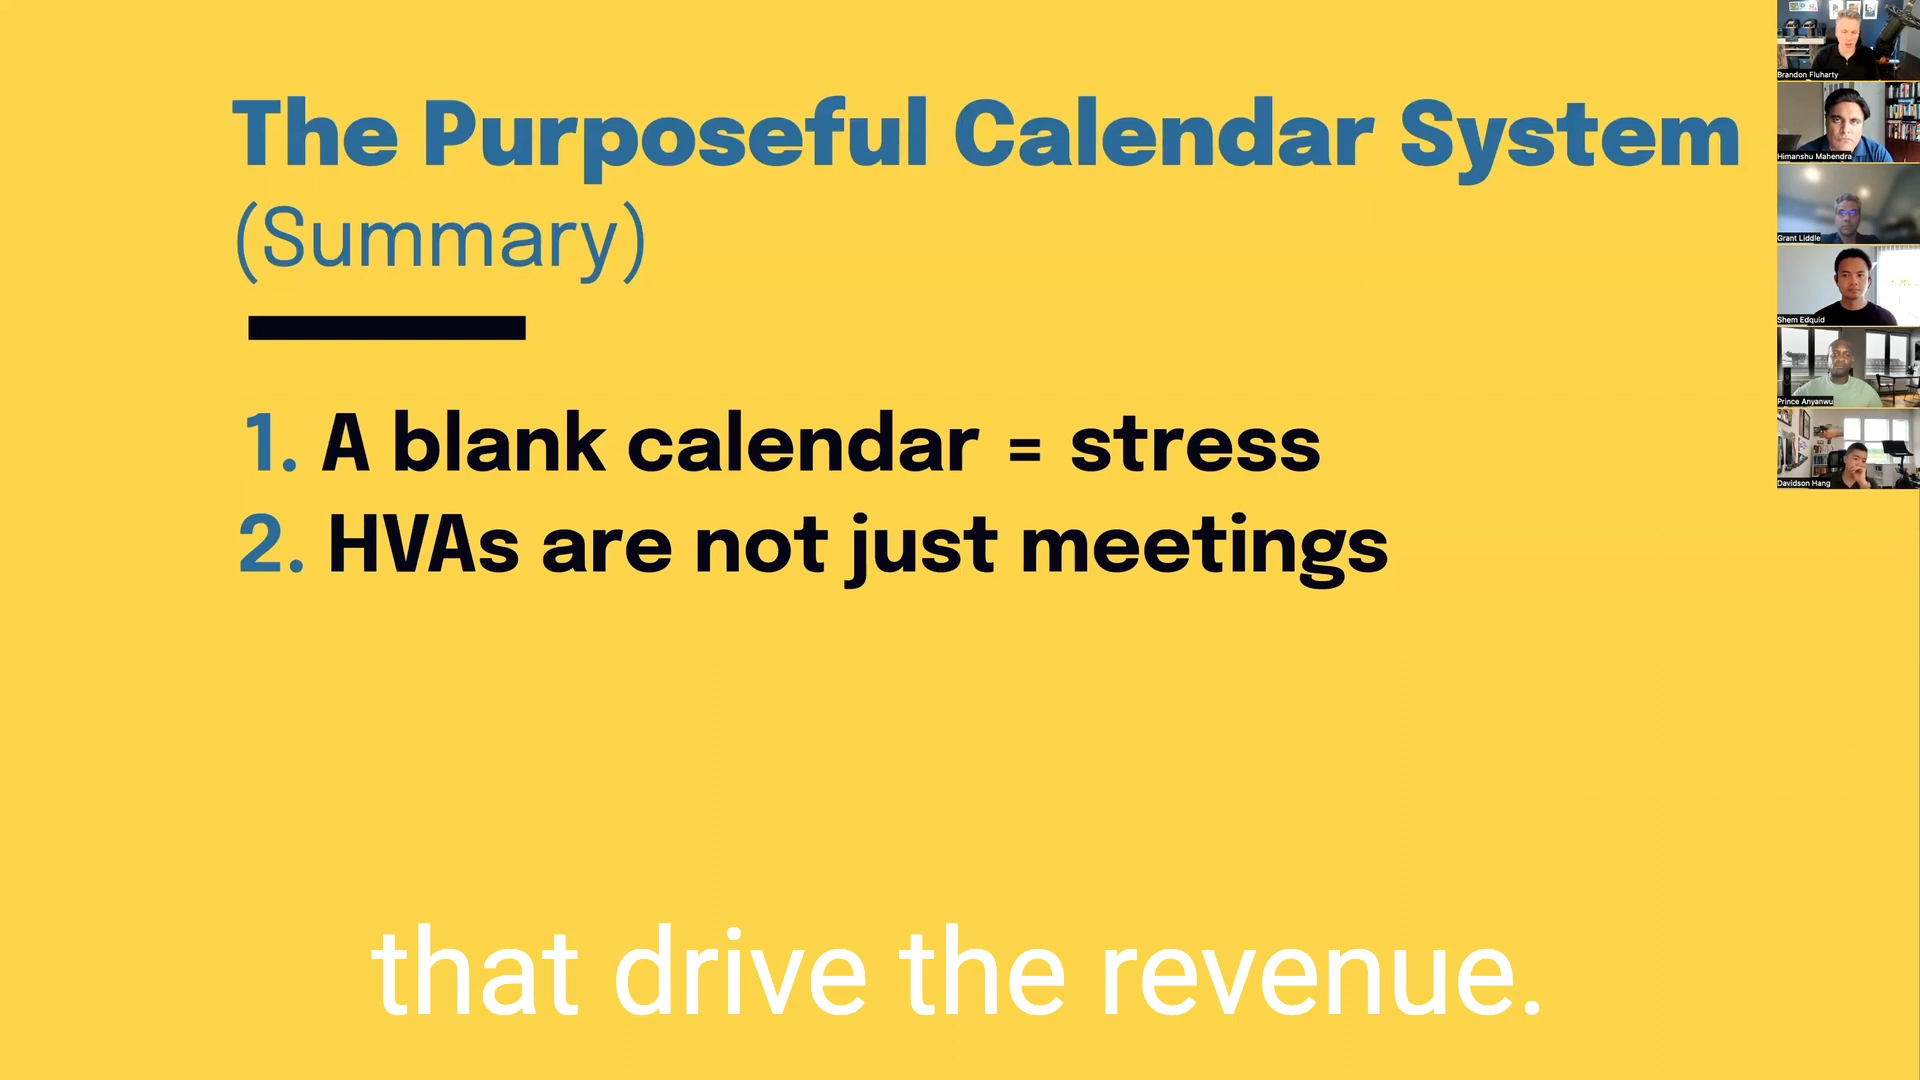 The Purposeful Calendar System
(Summary)
1. A blank calendar = stress
2. HVAs are not just meetings
that drive the revenue.
Brandon Fluharty
Himanshu Mahendra
Grant Liddle
Shem Edquid
Prince Anyanwu
Davidson Hang